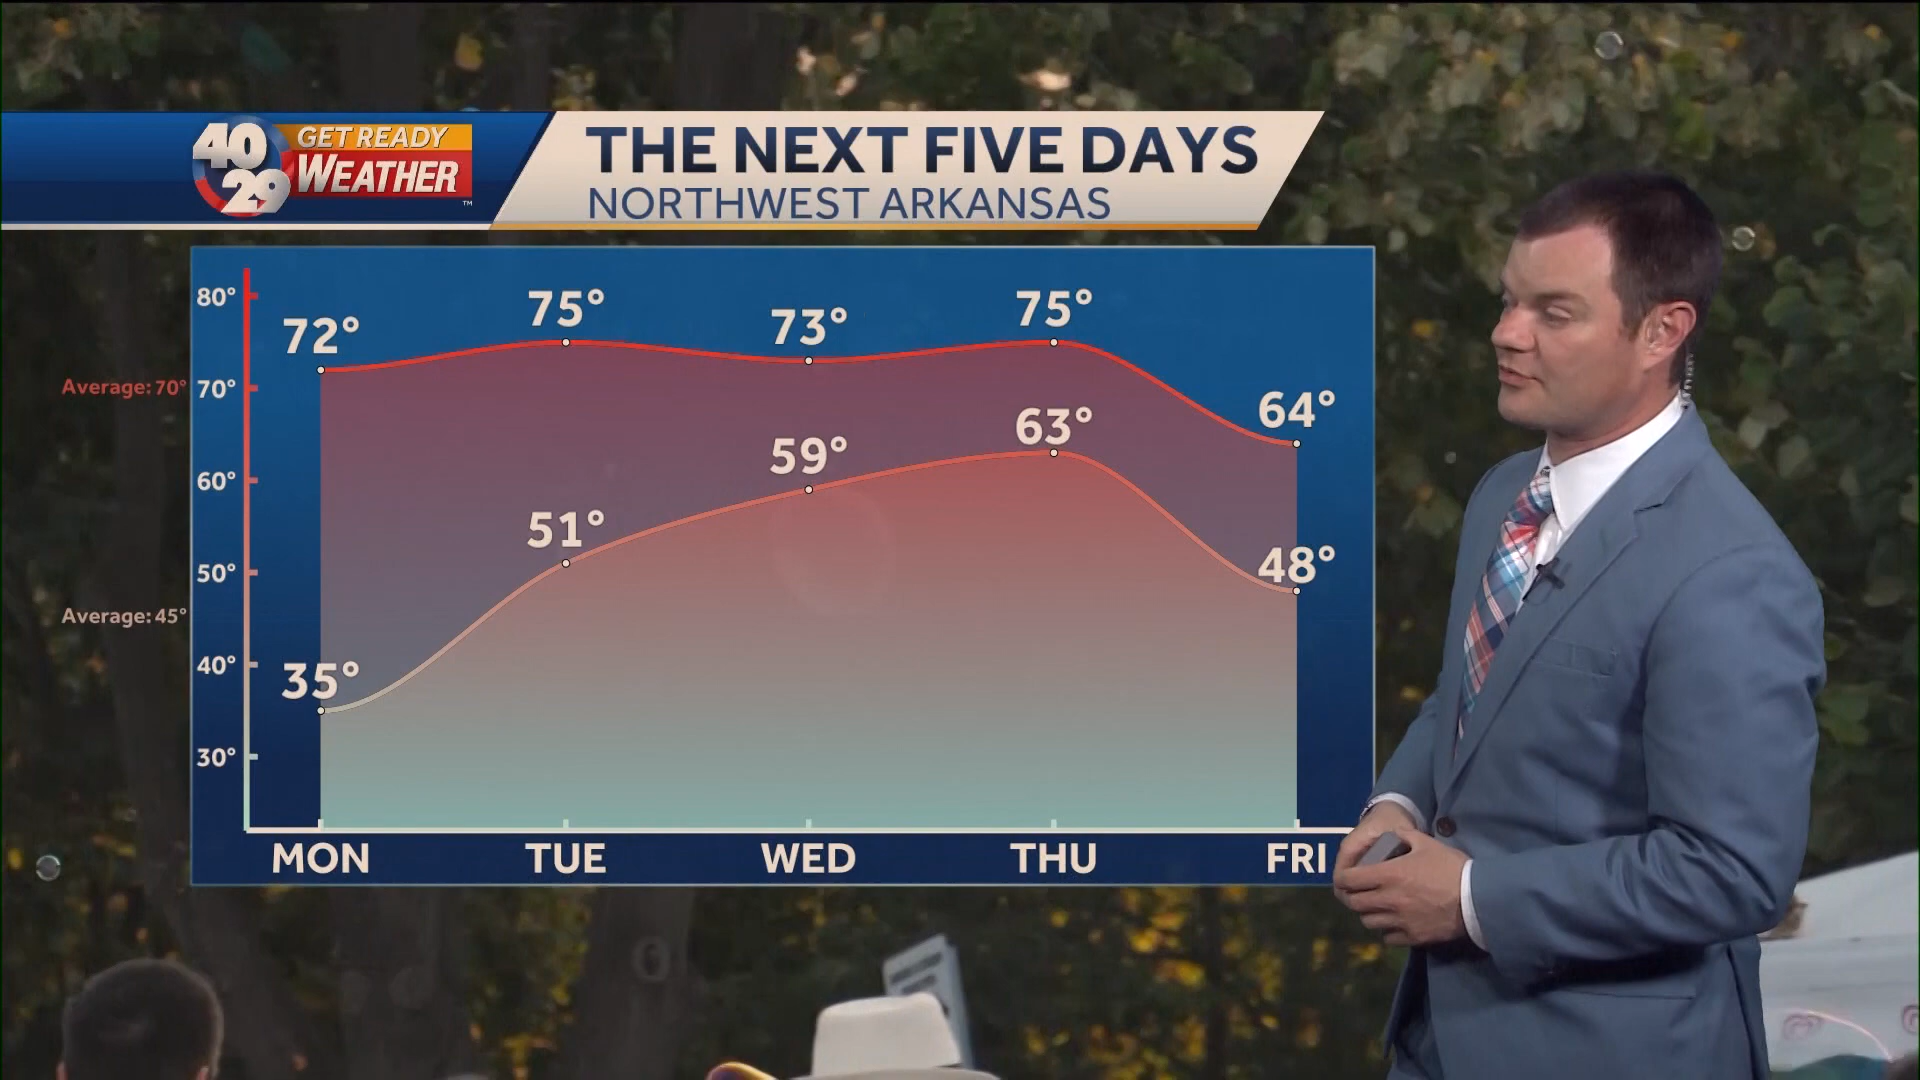 40
29
GET READY
WEATHER
™
THE NEXT FIVE DAYS
NORTHWEST ARKANSAS
80°
70°
60°
50°
40°
30°
Average: 70°
Average: 45°
72°
75°
73°
75°
64°
35°
51°
59°
63°
48°
MON
TUE
WED
THU
FRI